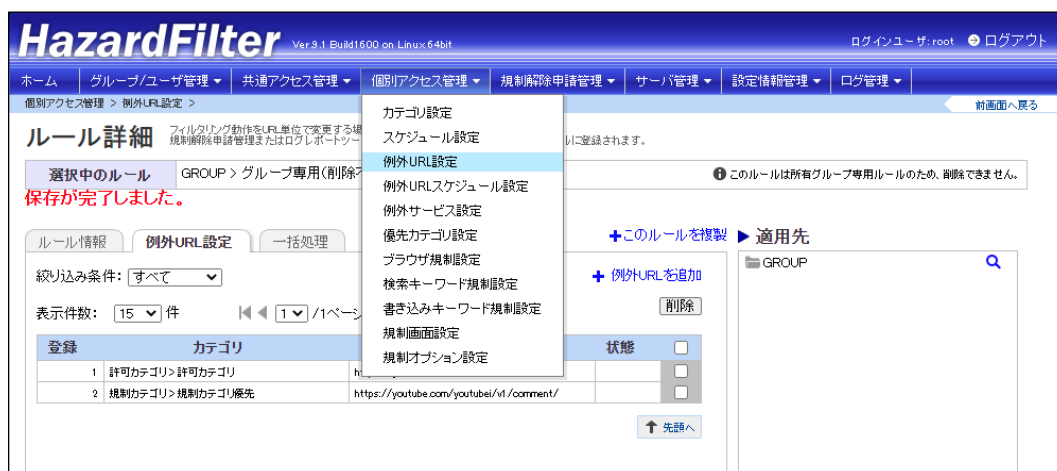 HazardFilter Ver.9.1 Build1600 on Linux 64bit ログインユーザ: root ログアウト
ホーム グループ/ユーザ管理 ▼ 共通アクセス管理 ▼ 個別アクセス管理 ▼ 規制解除申請管理 ▼ サーバ管理 ▼ 設定情報管理 ▼ ログ管理 ▼
個別アクセス管理 > 例外URL設定 > 前画面へ戻る
ルール詳細
フィルタリング動作をURL単位で変更する場
規制解除申請管理またはログレポートツー に登録されます。
選択中のルール GROUP > グループ専用(削除 このルールは所有グループ専用ルールのため、削除できません。
保存が完了しました。
カテゴリ設定
スケジュール設定
例外URL設定
例外URLスケジュール設定
例外サービス設定
優先カテゴリ設定
ブラウザ規制設定
検索キーワード規制設定
書き込みキーワード規制設定
規制画面設定
規制オプション設定
ルール情報 例外URL設定 一括処理 +このルールを複製
絞り込み条件: すべて + 例外URLを追加
表示件数: 15 件 1 /1ページ 削除
登録 カテゴリ 状態
1 許可カテゴリ>許可カテゴリ
2 規制カテゴリ>規制カテゴリ優先 https://youtube.com/youtubei/v1/comment/
先頭へ
▶ 適用先
GROUP